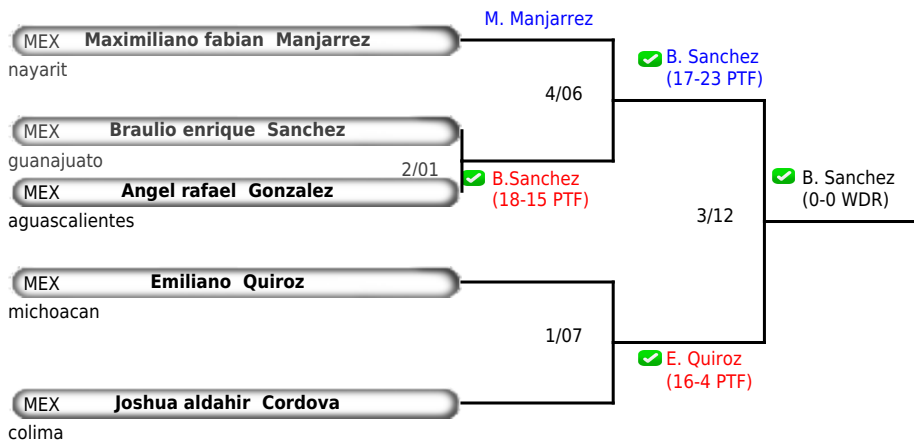 M. Manjarrez
MEX Maximiliano fabian Manjarrez
nayarit
B. Sanchez
(17-23 PTF)
4/06
MEX Braulio enrique Sanchez
guanajuato
2/01
B.Sanchez
(18-15 PTF)
MEX Angel rafael Gonzalez
aguascalientes
B. Sanchez
(0-0 WDR)
3/12
MEX Emiliano Quiroz
michoacan
1/07
E. Quiroz
(16-4 PTF)
MEX Joshua aldahir Cordova
colima